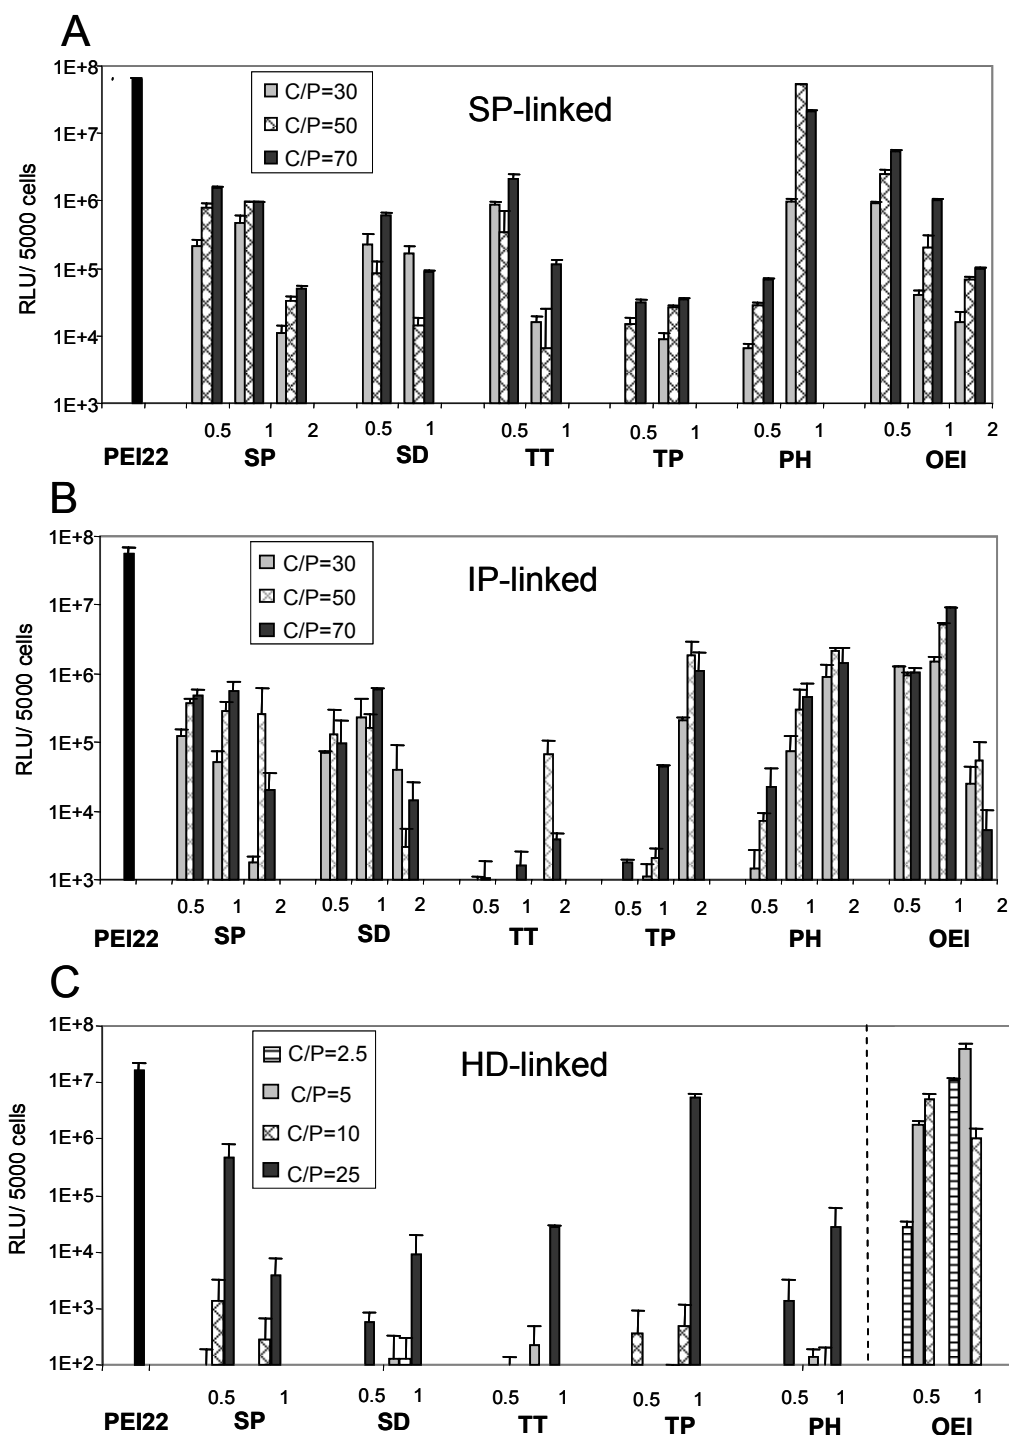 A
1E+8
1E+7
1E+6
1E+5
1E+4
1E+3
RLU/ 5000 cells
C/P=30
C/P=50
C/P=70
SP-linked
0.5 1 2 0.5 1 0.5 1 0.5 1 0.5 1 0.5 1 2
PEI22 SP SD TT TP PH OEI
B
1E+8
1E+7
1E+6
1E+5
1E+4
1E+3
RLU/ 5000 cells
C/P=30
C/P=50
C/P=70
IP-linked
0.5 1 2 0.5 1 2 0.5 1 2 0.5 1 2 0.5 1 2 0.5 1 2
PEI22 SP SD TT TP PH OEI
C
1E+8
1E+7
1E+6
1E+5
1E+4
1E+3
1E+2
RLU/ 5000 cells
C/P=2.5
C/P=5
C/P=10
C/P=25
HD-linked
0.5 1 0.5 1 0.5 1 0.5 1 0.5 1 0.5 1
PEI22 SP SD TT TP PH OEI